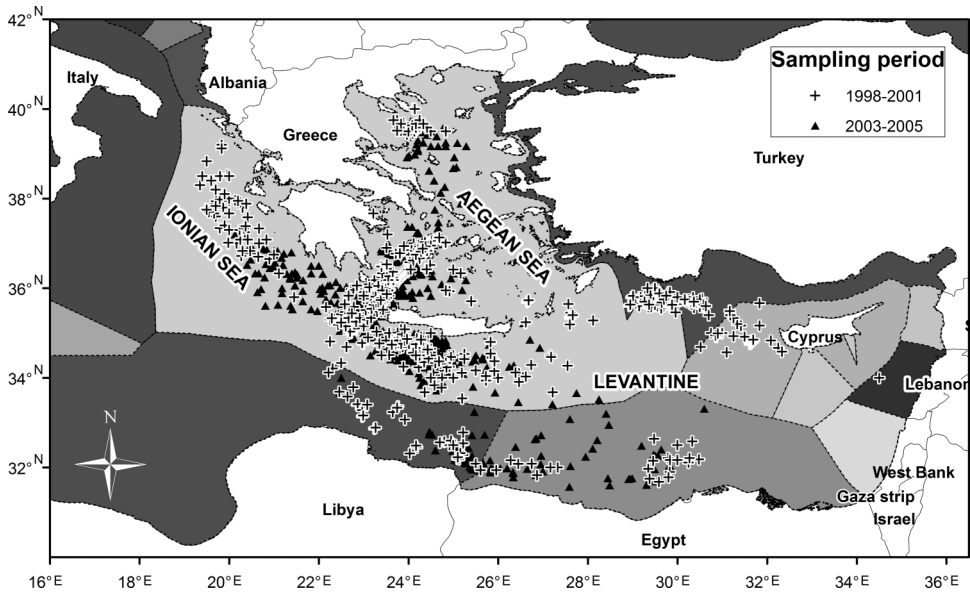 42°N
40°N
38°N
36°N
34°N
32°N
Italy
Albania
Greece
Turkey
Sampling period
1998-2001
2003-2005
IONIAN SEA
AEGEAN SEA
LEVANTINE
Cyprus
Lebanon
West Bank
Gaza strip
Israel
Libya
Egypt
N
16°E 18°E 20°E 22°E 24°E 26°E 28°E 30°E 32°E 34°E 36°E